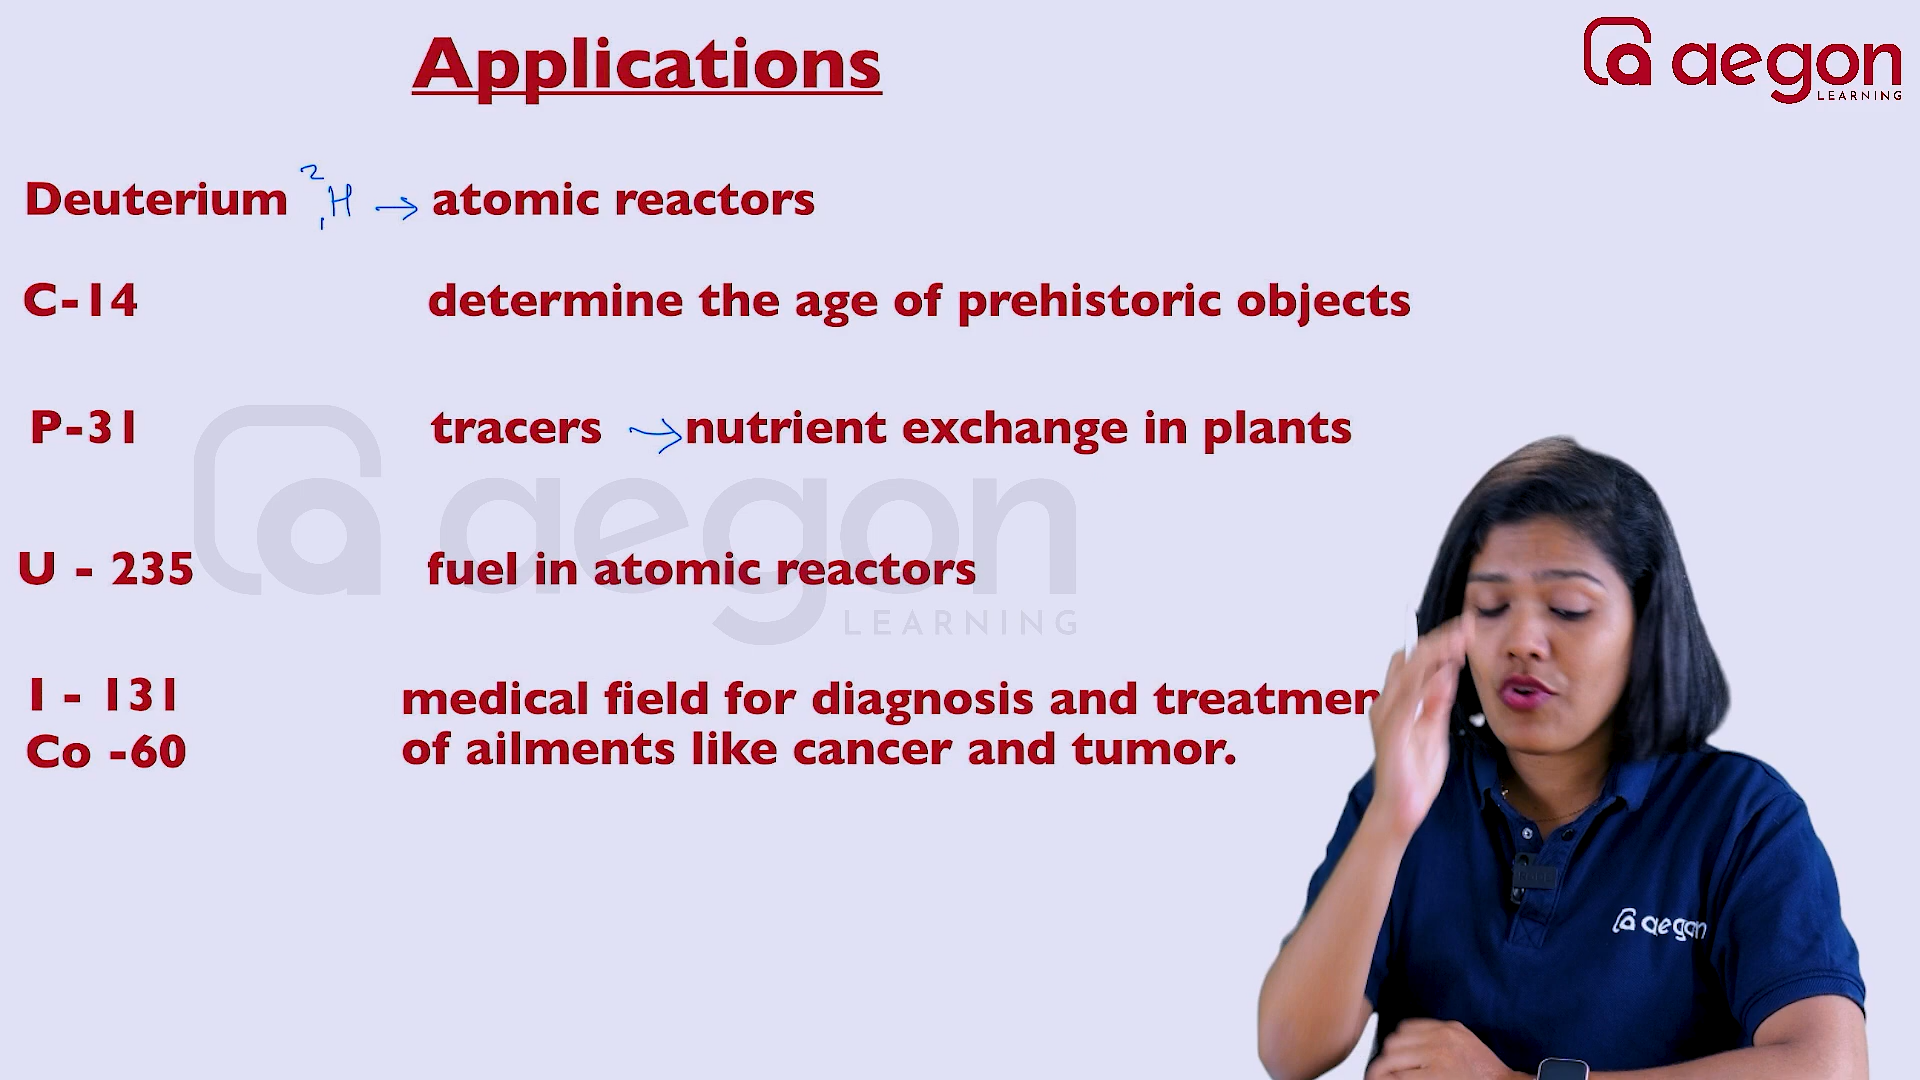 Applications
aegon
LEARNING
Deuterium ²₁H → atomic reactors
C-14 determine the age of prehistoric objects
P-31 tracers → nutrient exchange in plants
aegon
LEARNING
U - 235 fuel in atomic reactors
I - 131 medical field for diagnosis and treatmen
Co -60 of ailments like cancer and tumor.
aegon